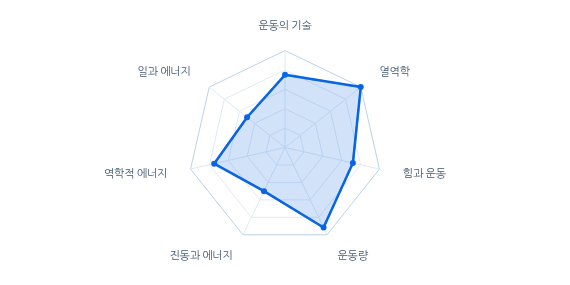 운동의 기술
일과 에너지
열역학
역학적 에너지
힘과 운동
진동과 에너지
운동량